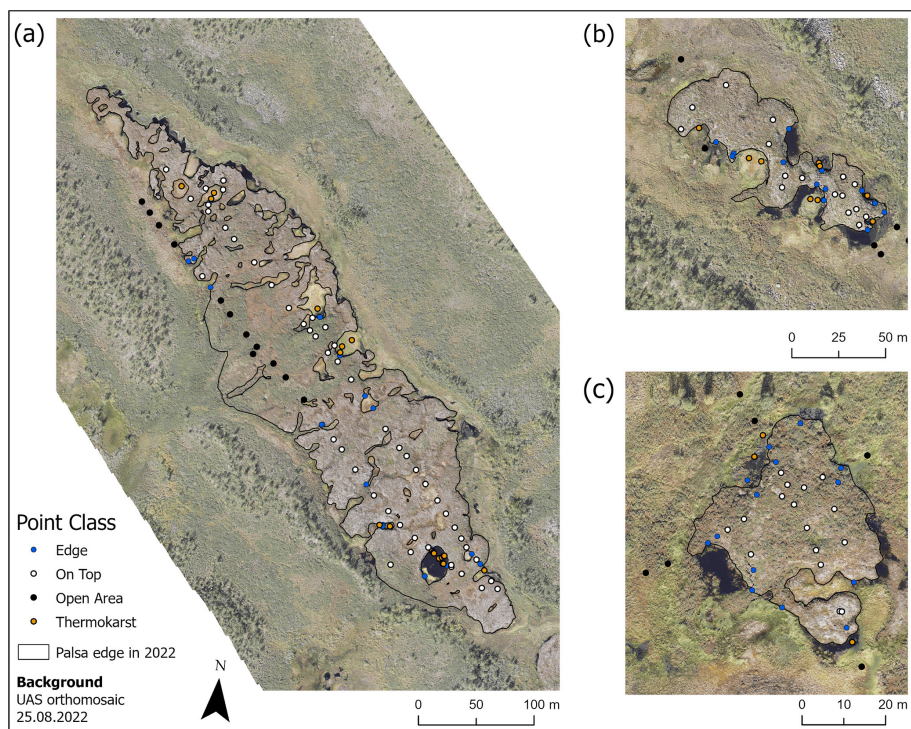 (a)
(b)
0 25 50 m
(c)
Point Class
Edge
On Top
Open Area
Thermokarst
Palsa edge in 2022
Background
UAS orthomosaic
25.08.2022
N
0 50 100 m
0 10 20 m